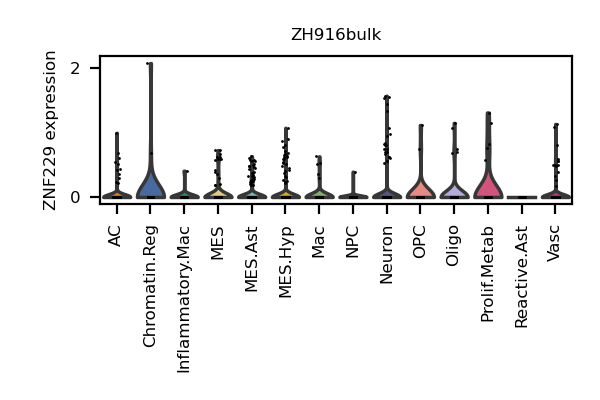 ZH916bulk
ZNF229 expression
2
0
AC
Chromatin.Reg
Inflammatory.Mac
MES
MES.Ast
MES.Hyp
Mac
NPC
Neuron
OPC
Oligo
Prolif.Metab
Reactive.Ast
Vasc